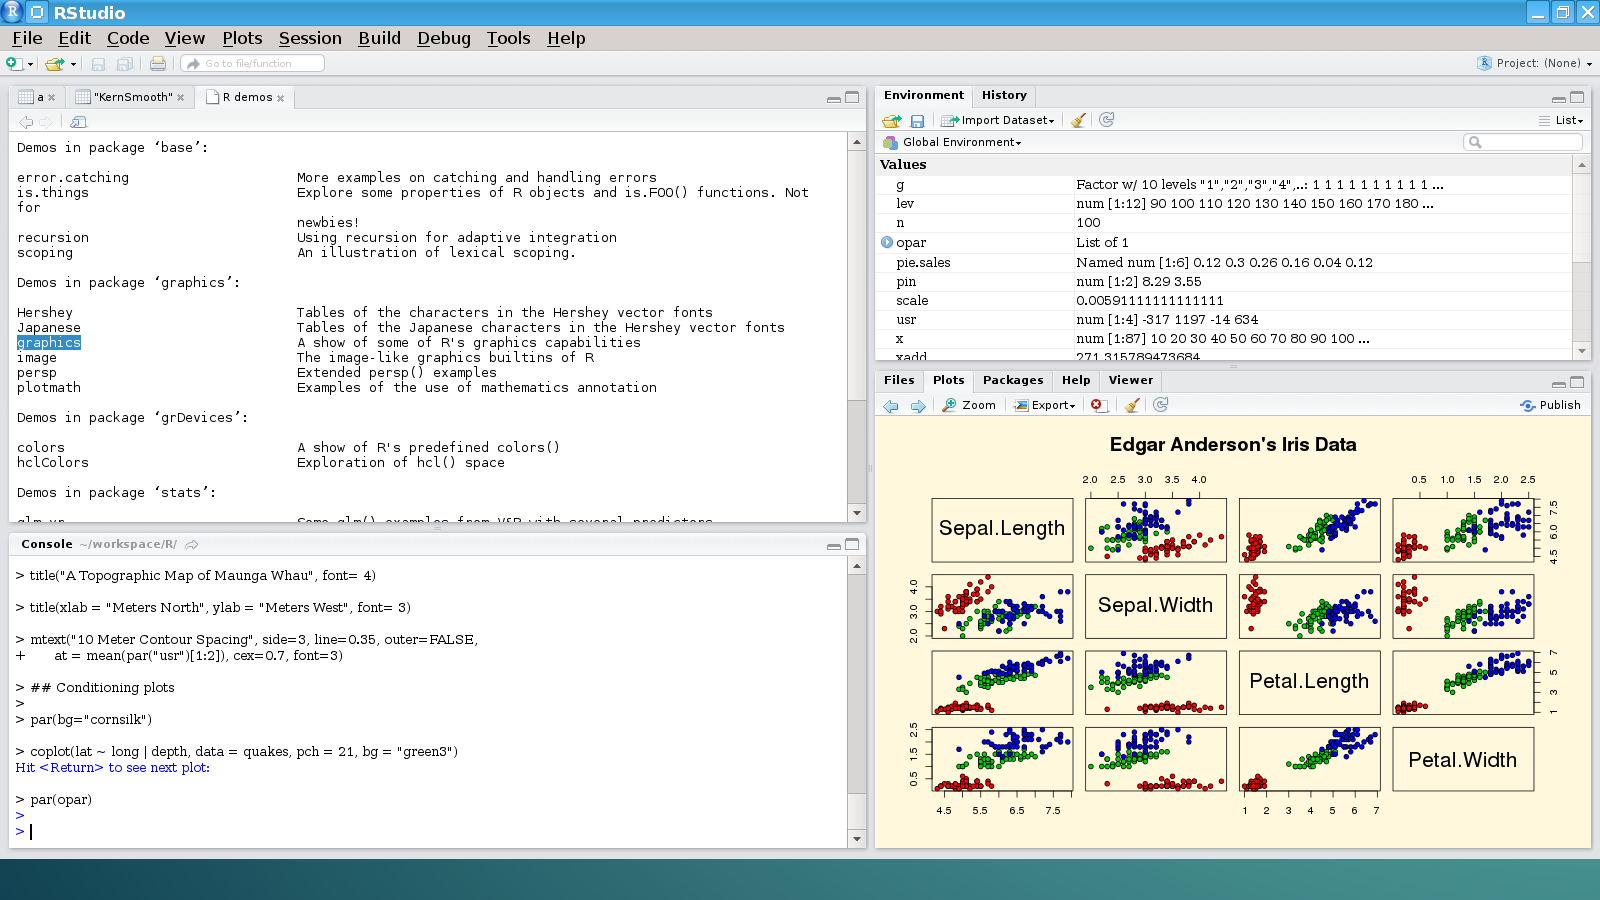 RStudio
File Edit Code View Plots Session Build Debug Tools Help
Go to file/function
Project: (None)
a
"KernSmooth"
R demos
Demos in package ‘base’:
error.catching More examples on catching and handling errors
is.things Explore some properties of R objects and is.FOO() functions. Not
for
newbies!
recursion Using recursion for adaptive integration
scoping An illustration of lexical scoping.
Demos in package ‘graphics’:
Hershey Tables of the characters in the Hershey vector fonts
Japanese Tables of the Japanese characters in the Hershey vector fonts
graphics A show of some of R's graphics capabilities
image The image-like graphics builtins of R
persp Extended persp() examples
plotmath Examples of the use of mathematics annotation
Demos in package ‘grDevices’:
colors A show of R's predefined colors()
hclColors Exploration of hcl() space
Demos in package ‘stats’:
Console ~/workspace/R/
> title("A Topographic Map of Maunga Whau", font= 4)
> title(xlab = "Meters North", ylab = "Meters West", font= 3)
> mtext("10 Meter Contour Spacing", side=3, line=0.35, outer=FALSE,
+ at = mean(par("usr")[1:2]), cex=0.7, font=3)
> ## Conditioning plots
>
> par(bg="cornsilk")
> coplot(lat ~ long | depth, data = quakes, pch = 21, bg = "green3")
Hit <Return> to see next plot:
> par(opar)
>
>
Environment History
Import Dataset
List
Global Environment
Values
g Factor w/ 10 levels "1","2","3","4",..: 1 1 1 1 1 1 1 1 1 1 ...
lev num [1:12] 90 100 110 120 130 140 150 160 170 180 ...
n 100
opar List of 1
pie.sales Named num [1:6] 0.12 0.3 0.26 0.16 0.04 0.12
pin num [1:2] 8.29 3.55
scale 0.00591111111111111
usr num [1:4] -317 1197 -14 634
x num [1:87] 10 20 30 40 50 60 70 80 90 100 ...
xadd 271.315789473684
Files Plots Packages Help Viewer
Zoom Export Publish
Edgar Anderson's Iris Data
2.0 2.5 3.0 3.5 4.0
0.5 1.0 1.5 2.0 2.5
Sepal.Length
4.5 6.0 7.5
2.0 3.0 4.0
Sepal.Width
Petal.Length
1 3 5 7
0.5 1.5 2.5
Petal.Width
4.5 5.5 6.5 7.5
1 2 3 4 5 6 7